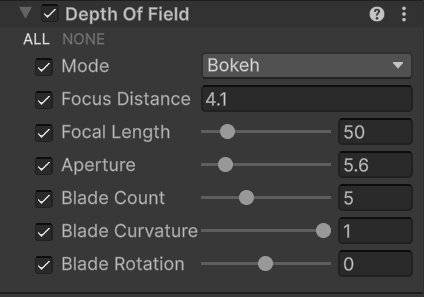 Depth Of Field
ALL NONE
Mode Bokeh
Focus Distance 4.1
Focal Length 50
Aperture 5.6
Blade Count 5
Blade Curvature 1
Blade Rotation 0